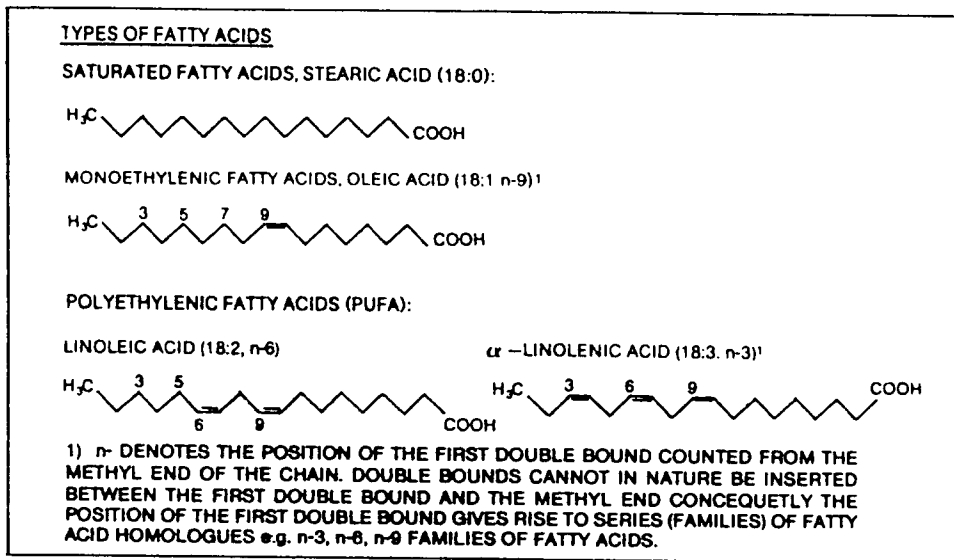 TYPES OF FATTY ACIDS
SATURATED FATTY ACIDS, STEARIC ACID (18:0):
H₃C COOH
MONOETHYLENIC FATTY ACIDS, OLEIC ACID (18:1 n-9)¹
H₃C 3 5 7 9 COOH
POLYETHYLENIC FATTY ACIDS (PUFA):
LINOLEIC ACID (18:2, n-6)
H₃C 3 5 6 9 COOH
α –LINOLENIC ACID (18:3. n-3)¹
H₃C 3 6 9 COOH
1) n- DENOTES THE POSITION OF THE FIRST DOUBLE BOUND COUNTED FROM THE
METHYL END OF THE CHAIN. DOUBLE BOUNDS CANNOT IN NATURE BE INSERTED
BETWEEN THE FIRST DOUBLE BOUND AND THE METHYL END CONCEQUETLY THE
POSITION OF THE FIRST DOUBLE BOUND GIVES RISE TO SERIES (FAMILIES) OF FATTY
ACID HOMOLOGUES e.g. n-3, n-6, n-9 FAMILIES OF FATTY ACIDS.